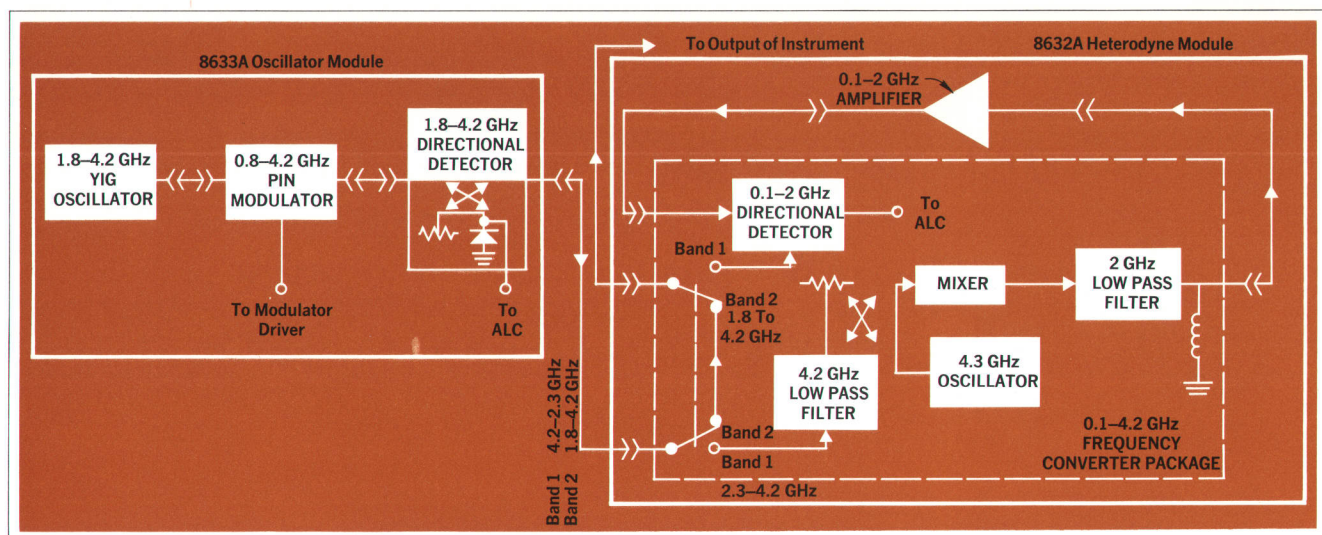 To Output of Instrument
8632A Heterodyne Module
8633A Oscillator Module
0.1–2 GHz
AMPLIFIER
1.8–4.2 GHz
YIG
OSCILLATOR
0.8–4.2 GHz
PIN
MODULATOR
1.8–4.2 GHz
DIRECTIONAL
DETECTOR
To Modulator
Driver
To
ALC
0.1–2 GHz
DIRECTIONAL
DETECTOR
To
ALC
Band 1
Band 2
1.8 To
4.2 GHz
MIXER
2 GHz
LOW PASS
FILTER
4.2 GHz
LOW PASS
FILTER
4.3 GHz
OSCILLATOR
Band 2
Band 1
0.1–4.2 GHz
FREQUENCY
CONVERTER PACKAGE
2.3–4.2 GHz
Band 1 4.2–2.3 GHz
Band 2 1.8–4.2 GHz